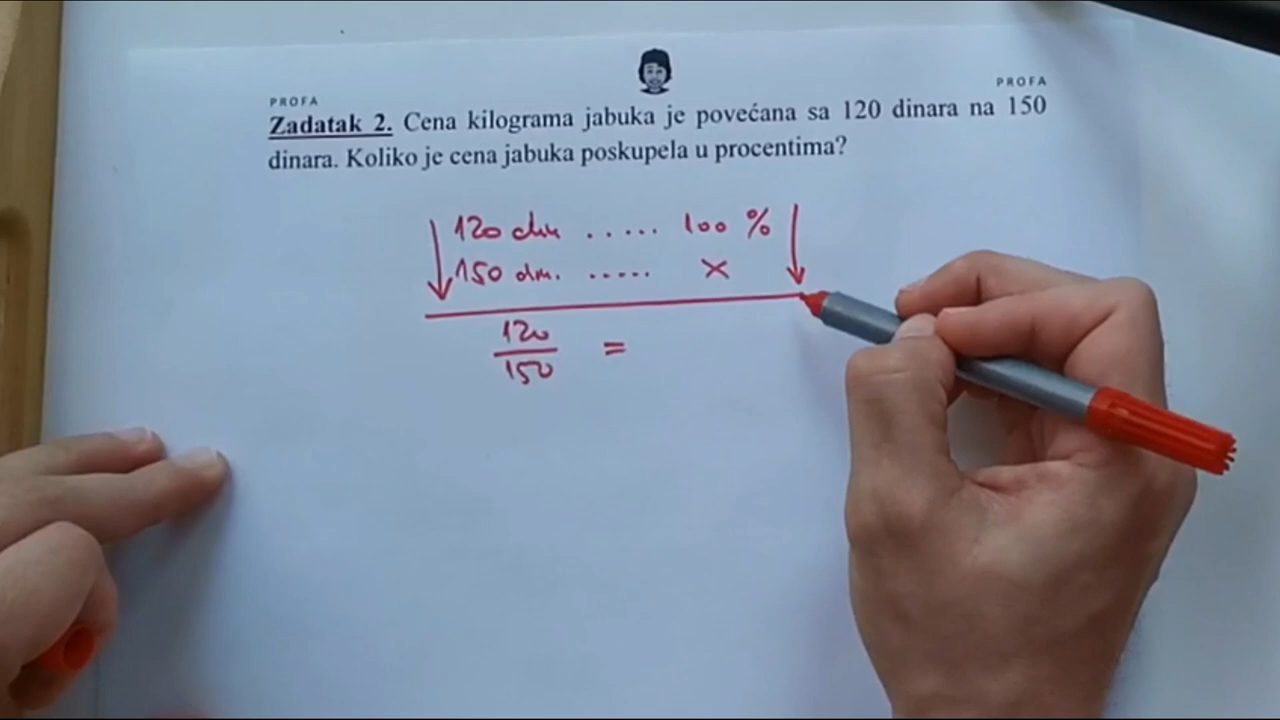 PROFA
PROFA
Zadatak 2. Cena kilograma jabuka je povećana sa 120 dinara na 150
dinara. Koliko je cena jabuka poskupela u procentima?
120 din ..... 100 %
150 din. ..... x
120
150
=